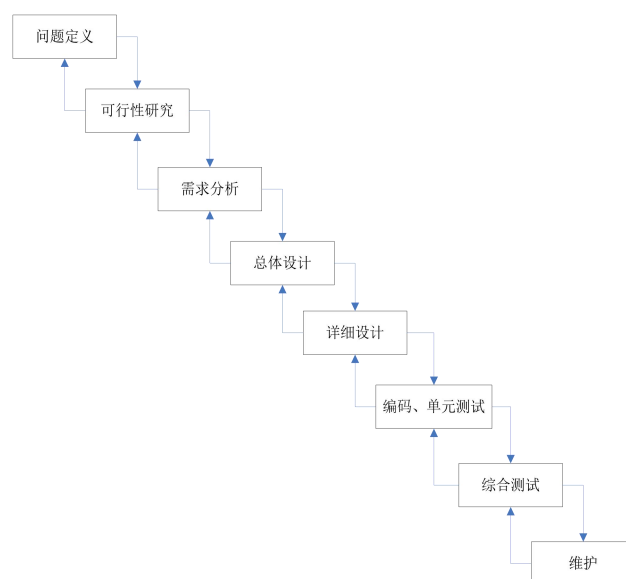 问题定义
可行性研究
需求分析
总体设计
详细设计
编码、单元测试
综合测试
维护